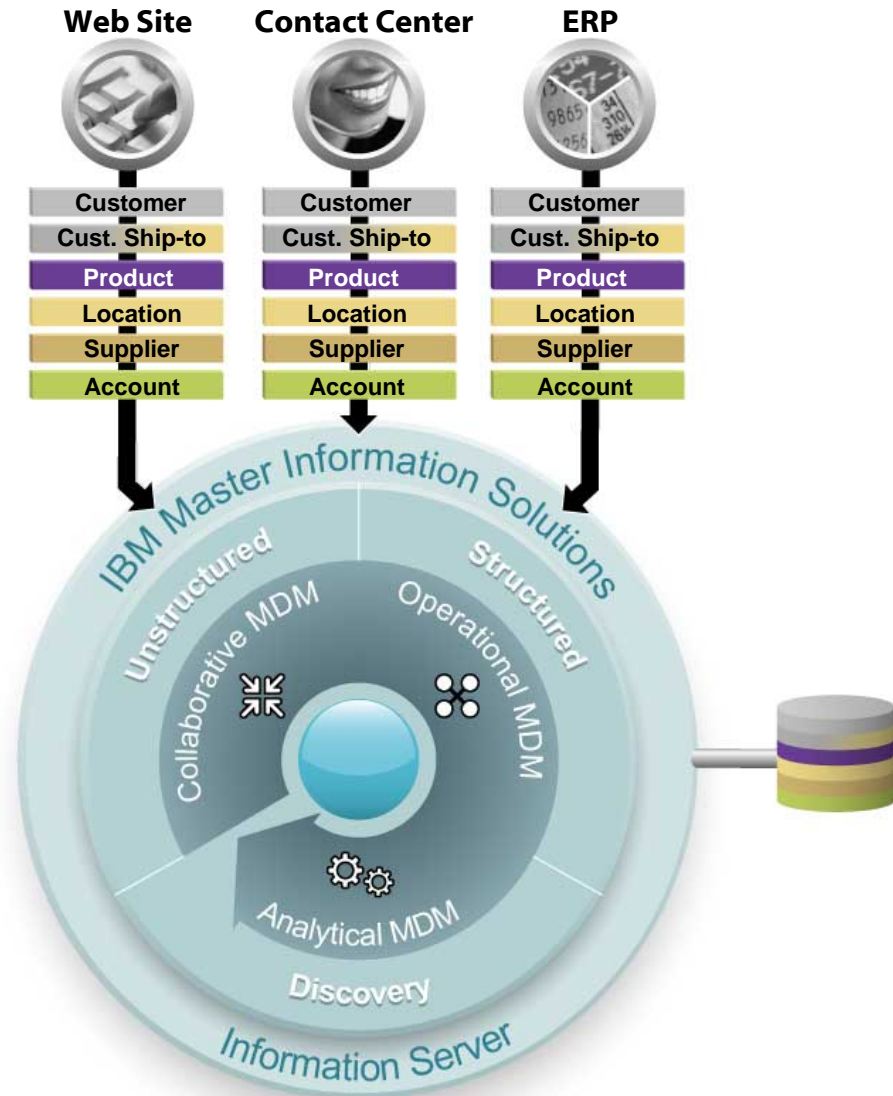 Web Site
Contact Center
ERP
Customer
Cust. Ship-to
Product
Location
Supplier
Account
Customer
Cust. Ship-to
Product
Location
Supplier
Account
Customer
Cust. Ship-to
Product
Location
Supplier
Account
IBM Master Information Solutions
Unstructured
Structured
Collaborative MDM
Operational MDM
Analytical MDM
Discovery
Information Server